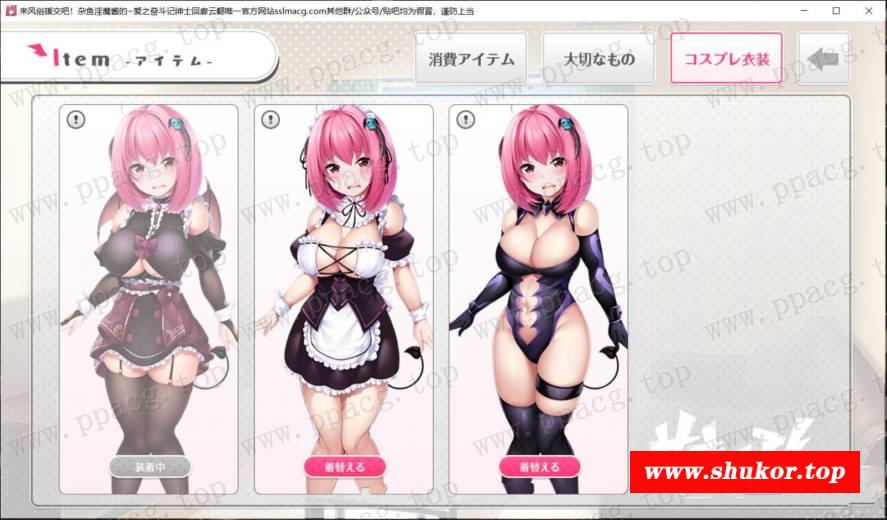 来风俗援交吧！杂鱼淫魔酱的~爱之奋斗记绅士回廊云翻唯一官方网站sslmacg.com其他群/公众号/贴吧均为假冒，谨防上当
Item -アイテム-
消費アイテム
大切なもの
コスプレ衣装
装着中
着替える
着替える
www.ppacg.top
www.shukor.top